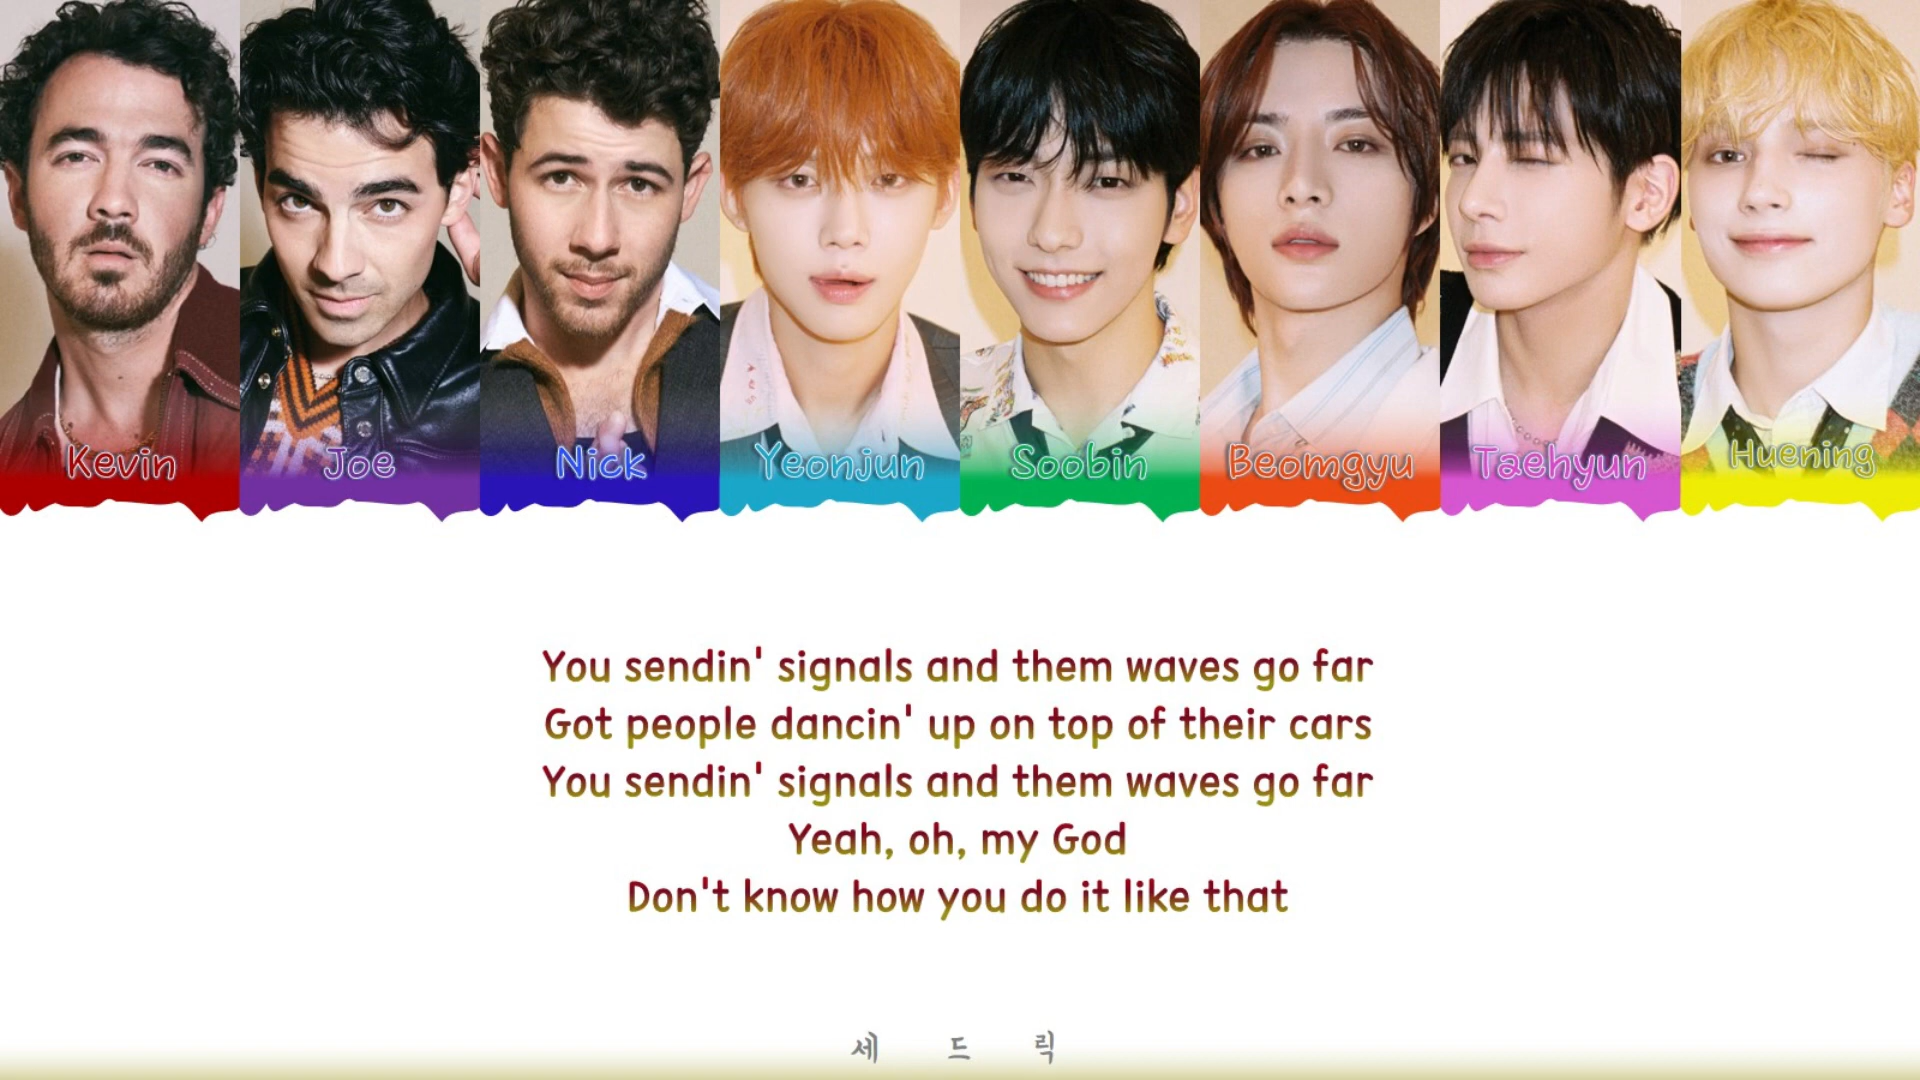 Kevin Joe Nick Yeonjun Soobin Beomgyu Taehyun Huening
You sendin' signals and them waves go far
Got people dancin' up on top of their cars
You sendin' signals and them waves go far
Yeah, oh, my God
Don't know how you do it like that
세 드 릭